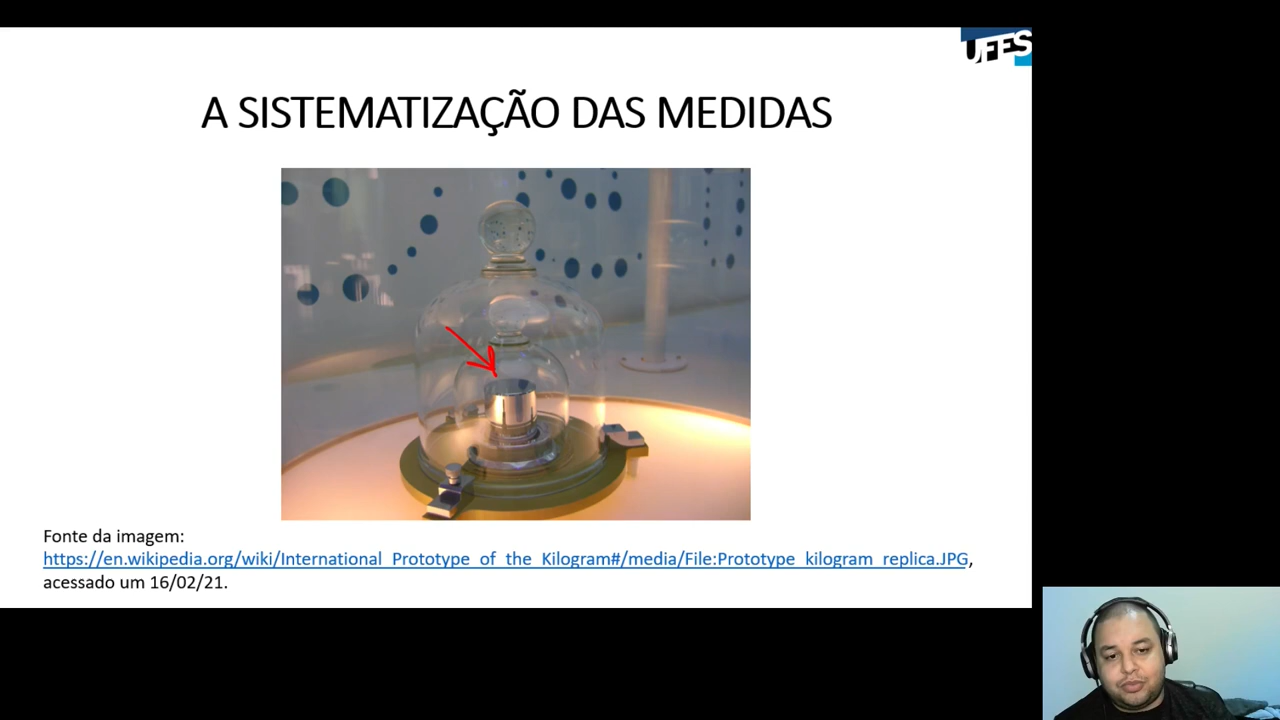 UFES
A SISTEMATIZAÇÃO DAS MEDIDAS
Fonte da imagem:
https://en.wikipedia.org/wiki/International_Prototype_of_the_Kilogram#/media/File:Prototype_kilogram_replica.JPG,
acessado um 16/02/21.